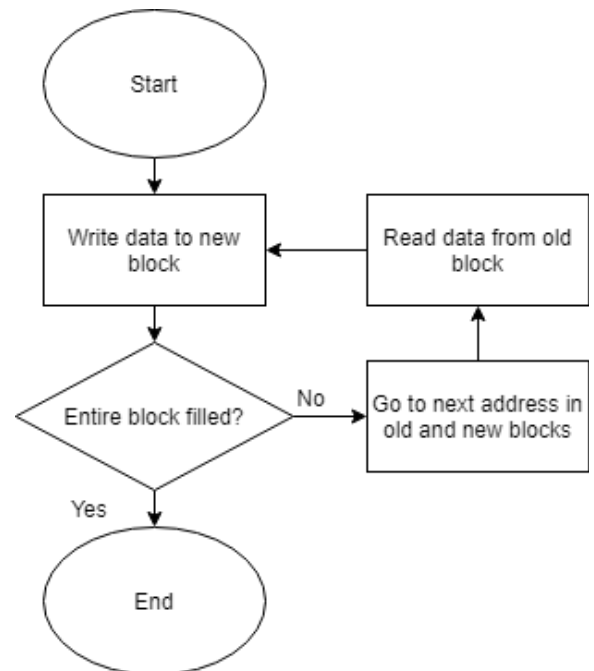 Start
Write data to new
block
Read data from old
block
Entire block filled?
No
Go to next address in
old and new blocks
Yes
End